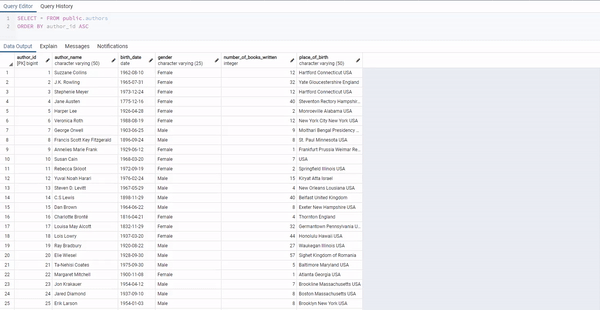 Query Editor Query History
1 SELECT * FROM public.authors
2 ORDER BY author_id ASC
Data Output Explain Messages Notifications
author_id author_name birth_date gender number_of_books_written place_of_birth
[PK] bigint character varying (50) date character varying (25) integer character varying (50)
1 1 Suzzane Collins 1962-08-10 Female 12 Hartford Connecticut USA
2 2 J.K. Rowling 1965-07-31 Female 32 Yate Gloucestershire England
3 3 Stephenie Meyer 1973-12-24 Female 12 Hartford Connecticut USA
4 4 Jane Austen 1775-12-16 Female 40 Steventon Rectory Hampshir...
5 5 Harper Lee 1926-04-28 Female 2 Monroeville Alabama USA
6 6 Veronica Roth 1988-08-19 Female 12 New York City New York USA
7 7 George Orwell 1903-06-25 Male 9 Motihari Bengal Presidency ...
8 8 Francis Scott Key Fitzgerald 1896-09-24 Male 8 St. Paul Minnesota USA
9 9 Annelies Marie Frank 1929-06-12 Female 1 Frankfurt Prussia Weimar Re...
10 10 Susan Cain 1968-03-20 Female 7 USA
11 11 Rebecca Skloot 1972-09-19 Female 2 Springfield Illinois USA
12 12 Yuval Noah Harari 1976-02-24 Male 15 Kiryat Atta Israel
13 13 Steven D. Levitt 1967-05-29 Male 4 New Orleans Lousiana USA
14 14 C.S Lewis 1898-11-29 Male 40 Belfast United Kingdom
15 15 Dan Brown 1964-06-22 Male 8 Exeter New Hampshire USA
16 16 Charlotte Brontë 1816-04-21 Female 4 Thornton England
17 17 Louisa May Alcott 1832-11-29 Female 32 Germantown Pennsylvania U...
18 18 Lois Lowry 1937-03-20 Female 44 Honolulu Hawaii USA
19 19 Ray Bradbury 1920-08-22 Male 27 Waukegan Illinois USA
20 20 Elie Wiesel 1928-09-30 Male 57 Sighet Kingdom of Romania
21 21 Ta-Nehisi Coates 1975-09-30 Male 5 Baltimore Maryland USA
22 22 Margaret Mitchell 1900-11-08 Female 1 Atlanta Georgia USA
23 23 Jon Krakauer 1954-04-12 Male 7 Brookline Massachusetts USA
24 24 Jared Diamond 1937-09-10 Male 8 Boston Massachusetts USA
25 25 Erik Larson 1954-01-03 Male 8 Brooklyn New York USA